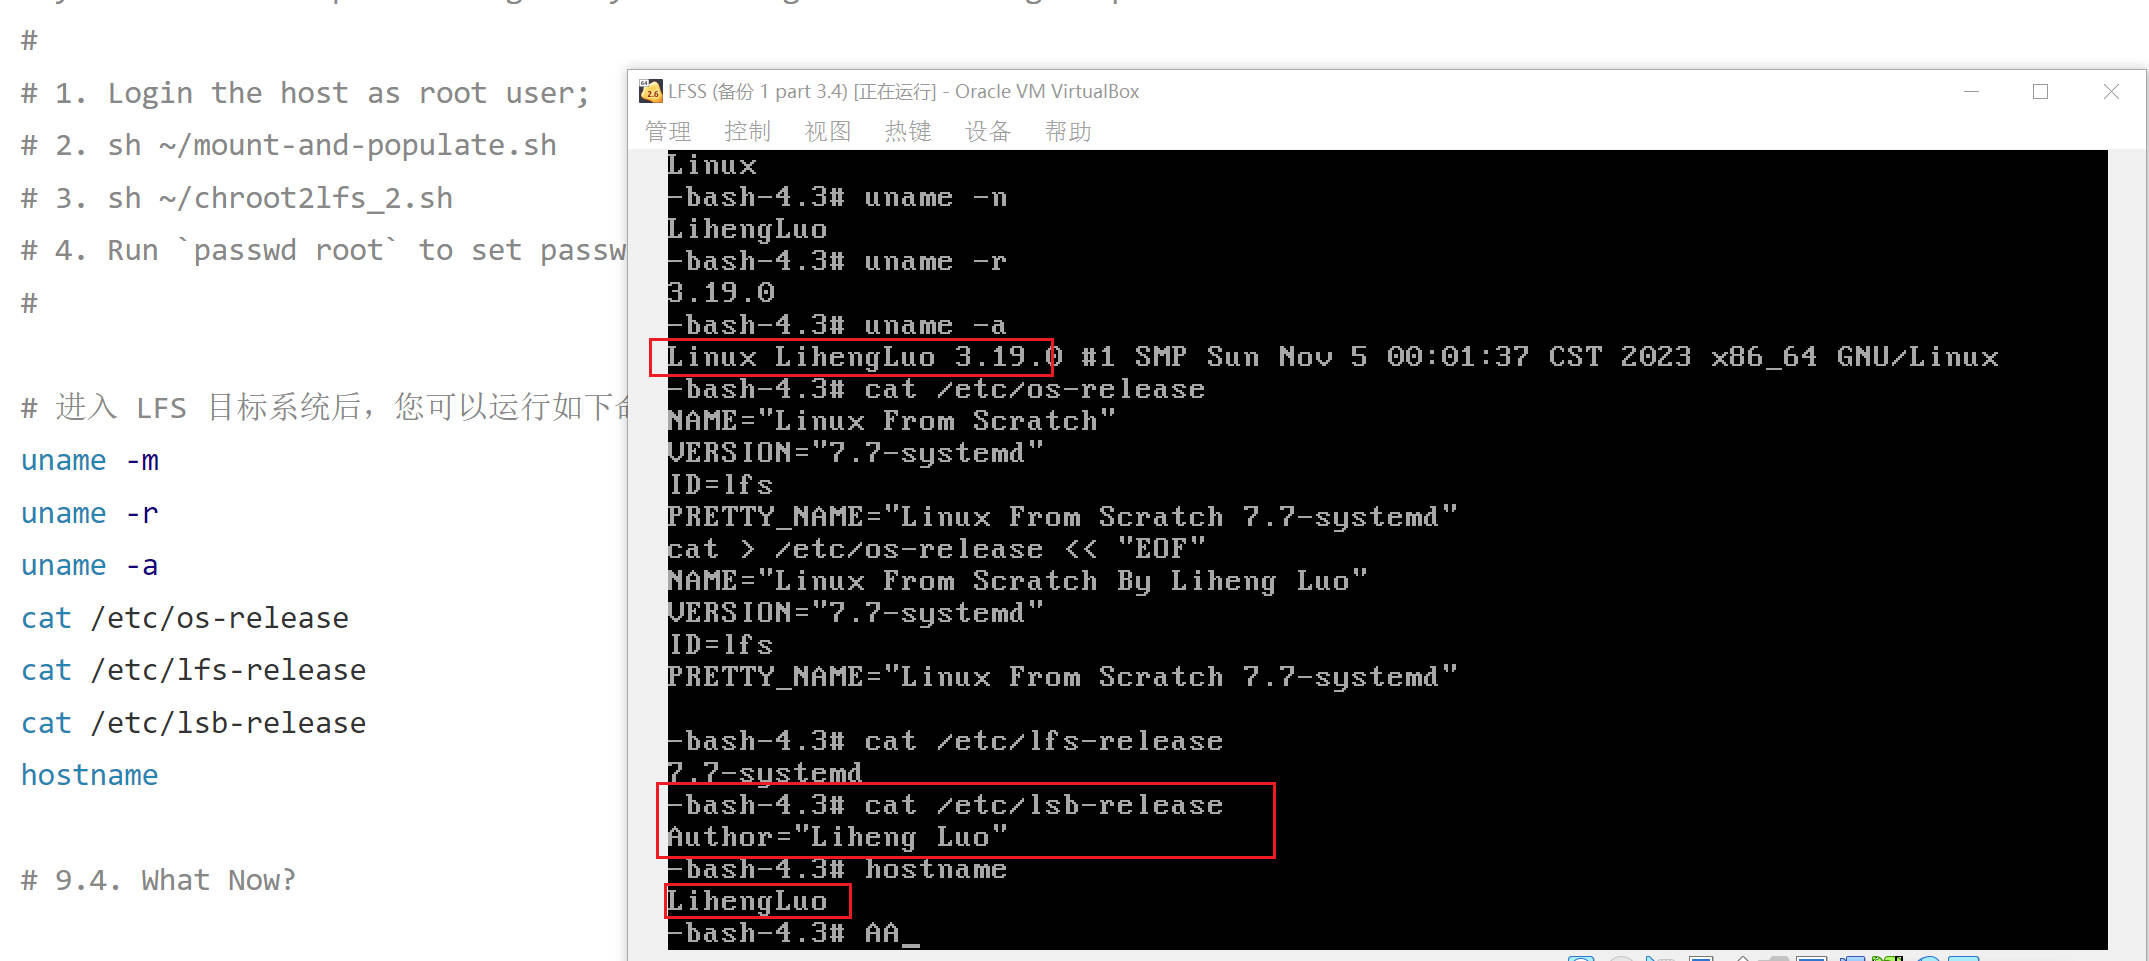 #
# 1. Login the host as root user;
# 2. sh ~/mount-and-populate.sh
# 3. sh ~/chroot2lfs_2.sh
# 4. Run `passwd root` to set passw
#
# 进入 LFS 目标系统后，您可以运行如下
uname -m
uname -r
uname -a
cat /etc/os-release
cat /etc/lfs-release
cat /etc/lsb-release
hostname
# 9.4. What Now?
LFSS (备份 1 part 3.4) [正在运行] - Oracle VM VirtualBox
管理 控制 视图 热键 设备 帮助
Linux
-bash-4.3# uname -n
LihengLuo
-bash-4.3# uname -r
3.19.0
-bash-4.3# uname -a
Linux LihengLuo 3.19.0 #1 SMP Sun Nov 5 00:01:37 CST 2023 x86_64 GNU/Linux
-bash-4.3# cat /etc/os-release
NAME="Linux From Scratch"
VERSION="7.7-systemd"
ID=lfs
PRETTY_NAME="Linux From Scratch 7.7-systemd"
cat > /etc/os-release << "EOF"
NAME="Linux From Scratch By Liheng Luo"
VERSION="7.7-systemd"
ID=lfs
PRETTY_NAME="Linux From Scratch 7.7-systemd"
-bash-4.3# cat /etc/lfs-release
7.7-systemd
-bash-4.3# cat /etc/lsb-release
Author="Liheng Luo"
-bash-4.3# hostname
LihengLuo
-bash-4.3# AA_